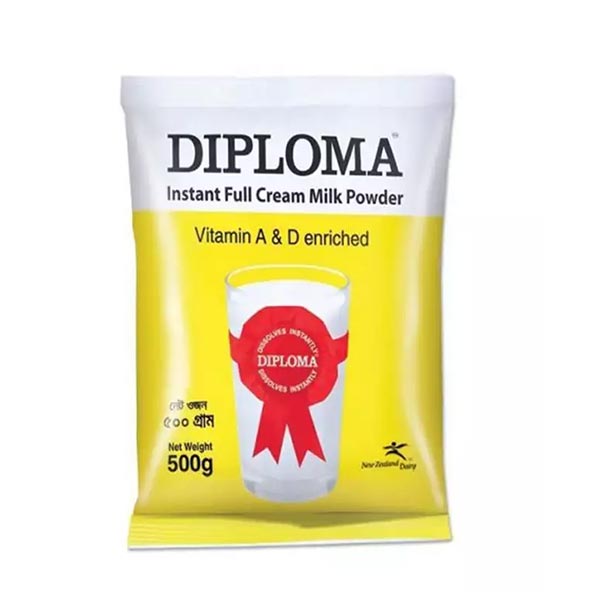 DIPLOMA™
Instant Full Cream Milk Powder
Vitamin A & D enriched
DISSOLVES INSTANTLY
DIPLOMA
DISSOLVES INSTANTLY
নেট ওজন
৫০০ গ্রাম
Net Weight
500g
New Zealand Dairy